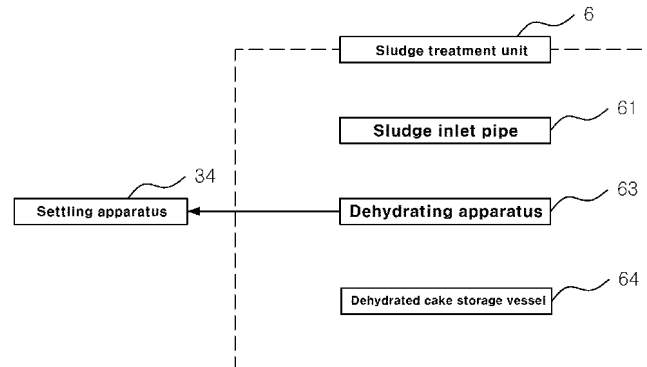 6
Sludge treatment unit
61
Sludge inlet pipe
34
63
Settling apparatus
Dehydrating apparatus
64
Dehydrated cake storage vessel